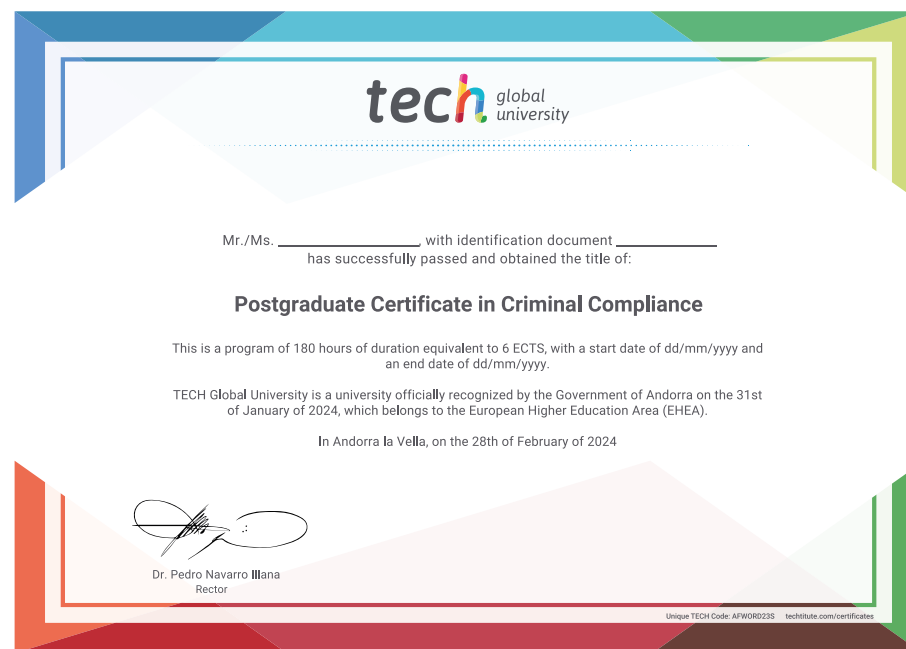 tech global
university
Mr./Ms. ____________________, with identification document ______________
has successfully passed and obtained the title of:
Postgraduate Certificate in Criminal Compliance
This is a program of 180 hours of duration equivalent to 6 ECTS, with a start date of dd/mm/yyyy and
an end date of dd/mm/yyyy.
TECH Global University is a university officially recognized by the Government of Andorra on the 31st
of January of 2024, which belongs to the European Higher Education Area (EHEA).
In Andorra la Vella, on the 28th of February of 2024
Dr. Pedro Navarro Illana
Rector
Unique TECH Code: AFWORD23S techtitute.com/certificates